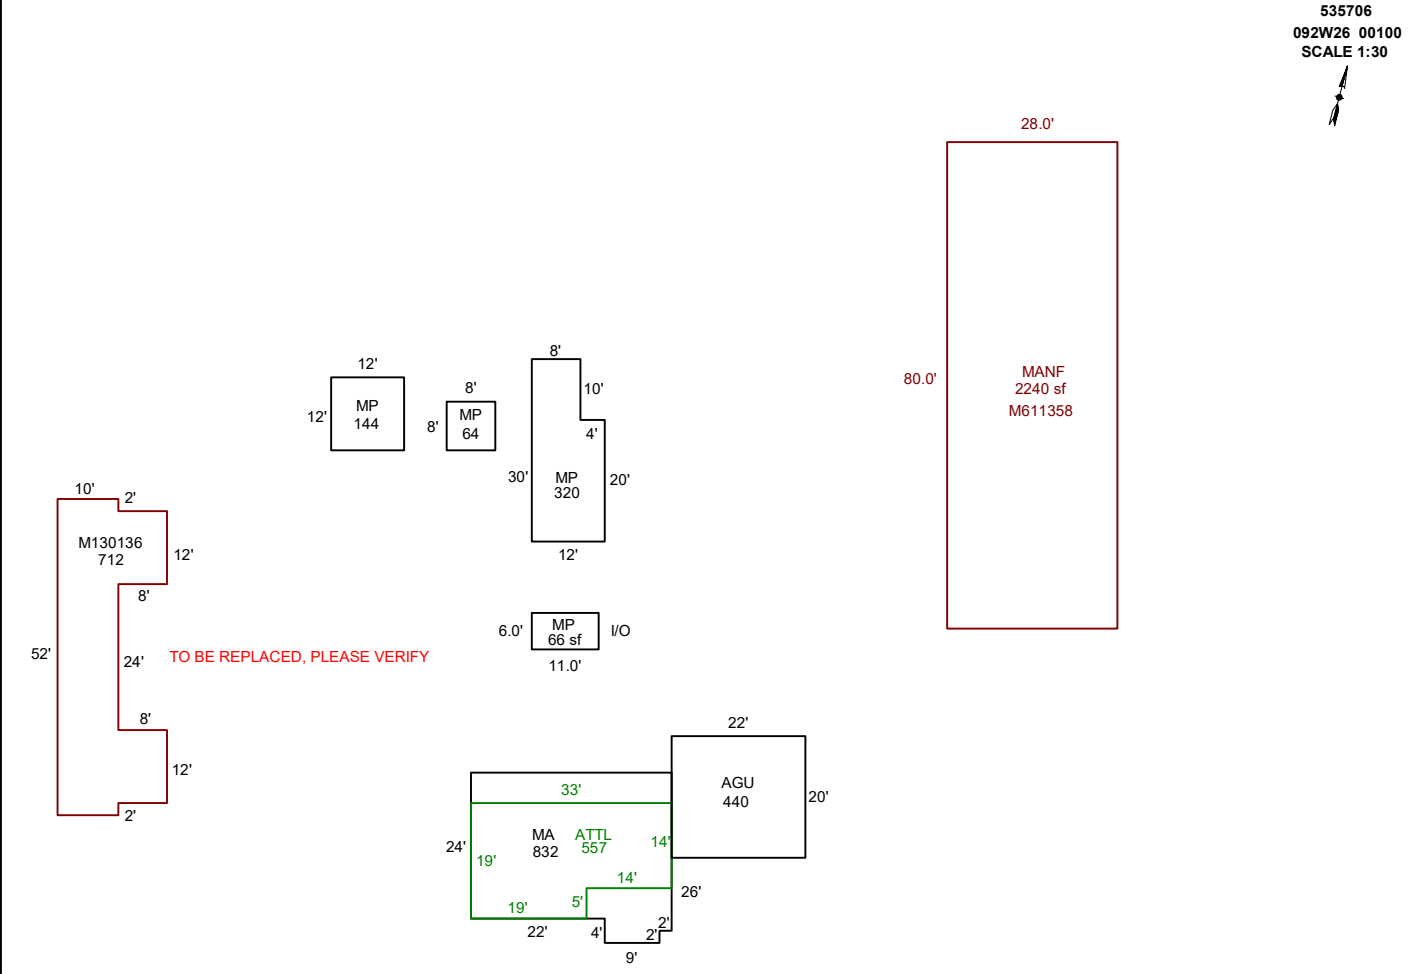 535706
092W26 00100
SCALE 1:30
28.0'
80.0'
MANF
2240 sf
M611358
12'
12'
MP
144
8'
8'
MP
64
8'
10'
4'
30'
MP
320
20'
12'
10'
2'
M130136
712
12'
8'
52'
24'
TO BE REPLACED, PLEASE VERIFY
8'
12'
2'
6.0'
MP
66 sf
I/O
11.0'
22'
AGU
440
20'
33'
24'
MA
832
ATTL
557
14'
19'
14'
26'
5'
19'
22'
4'
2'
2'
9'